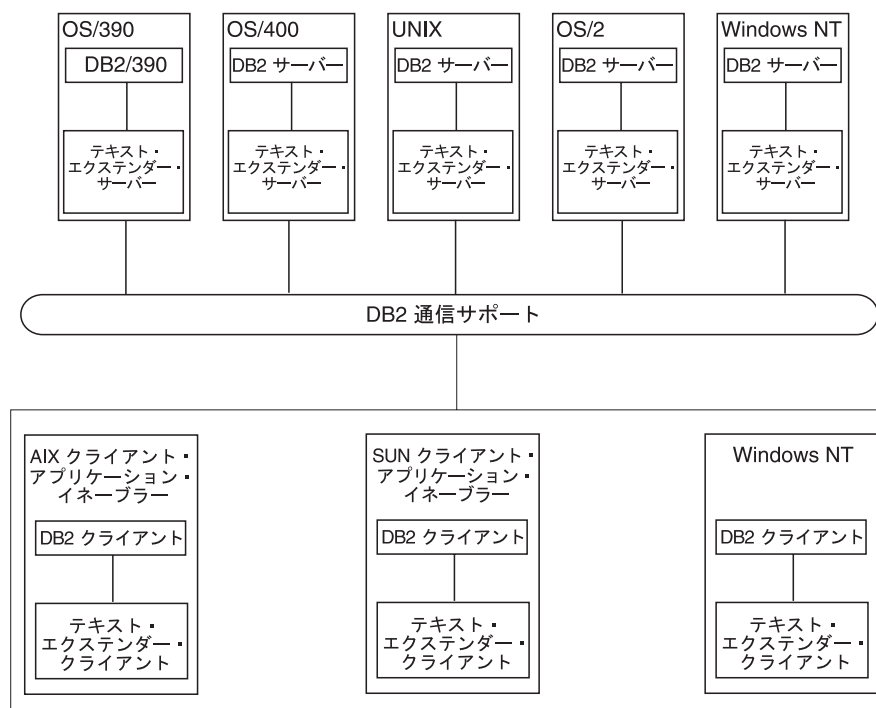 OS/390
DB2/390
テキスト・
エクステンダー・
サーバー
OS/400
DB2 サーバー
テキスト・
エクステンダー・
サーバー
UNIX
DB2 サーバー
テキスト・
エクステンダー・
サーバー
OS/2
DB2 サーバー
テキスト・
エクステンダー・
サーバー
Windows NT
DB2 サーバー
テキスト・
エクステンダー・
サーバー
DB2 通信サポート
AIX クライアント・
アプリケーション・
イネーブラー
DB2 クライアント
テキスト・
エクステンダー・
クライアント
SUN クライアント・
アプリケーション・
イネーブラー
DB2 クライアント
テキスト・
エクステンダー・
クライアント
Windows NT
DB2 クライアント
テキスト・
エクステンダー・
クライアント